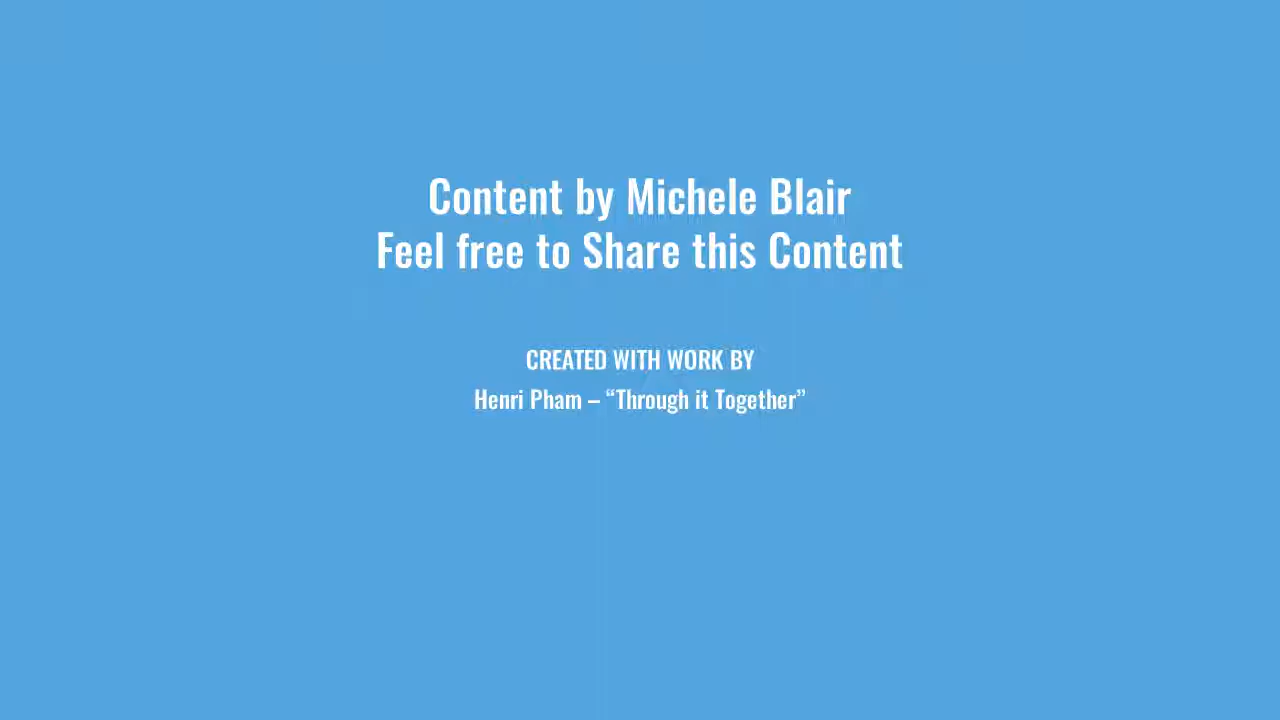 Content by Michele Blair
Feel free to Share this Content
CREATED WITH WORK BY
Henri Pham – “Through it Together”